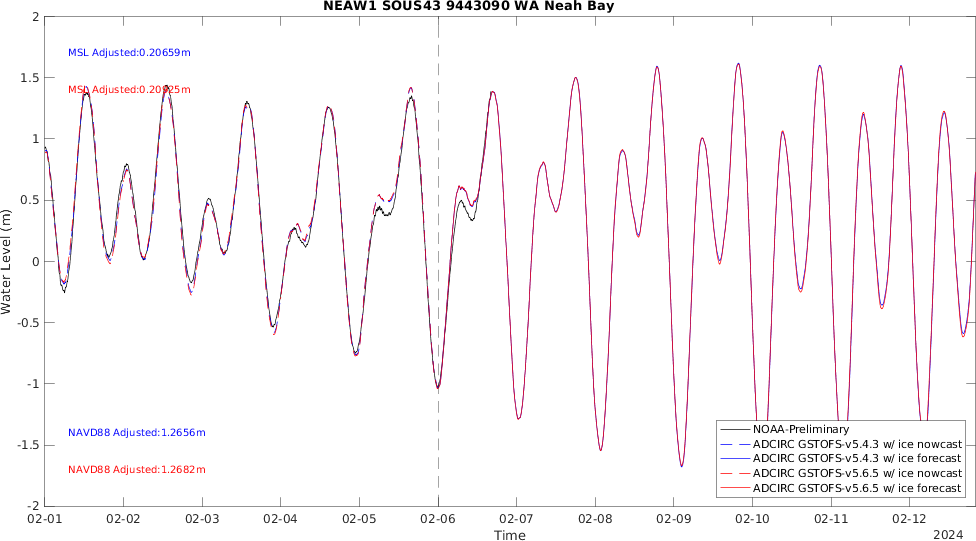 NEAW1 SOUS43 9443090 WA Neah Bay
MSL Adjusted:0.20659m
MSL
NAVD88 Adjusted:1.2656m
NAVD88 Adjusted:1.2682m
Water Level (m)
2
1.5
1
0.5
0
-0.5
-1
-1.5
-2
02-01 02-02 02-03 02-04 02-05 02-06 02-07 02-08 02-09 02-10 02-11 02-12
Time
2024
NOAA-Preliminary
ADCIRC GSTOFS-v5.4.3 w/ ice nowcast
ADCIRC GSTOFS-v5.4.3 w/ ice forecast
ADCIRC GSTOFS-v5.6.5 w/ ice nowcast
ADCIRC GSTOFS-v5.6.5 w/ ice forecast